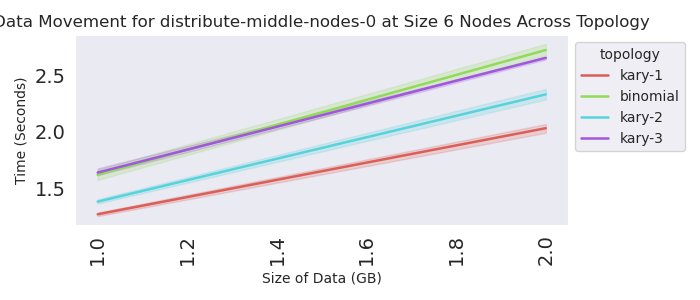 Data Movement for distribute-middle-nodes-0 at Size 6 Nodes Across Topology
topology
kary-1
binomial
kary-2
kary-3
Time (Seconds)
2.5
2.0
1.5
1.0
1.2
1.4
1.6
1.8
2.0
Size of Data (GB)